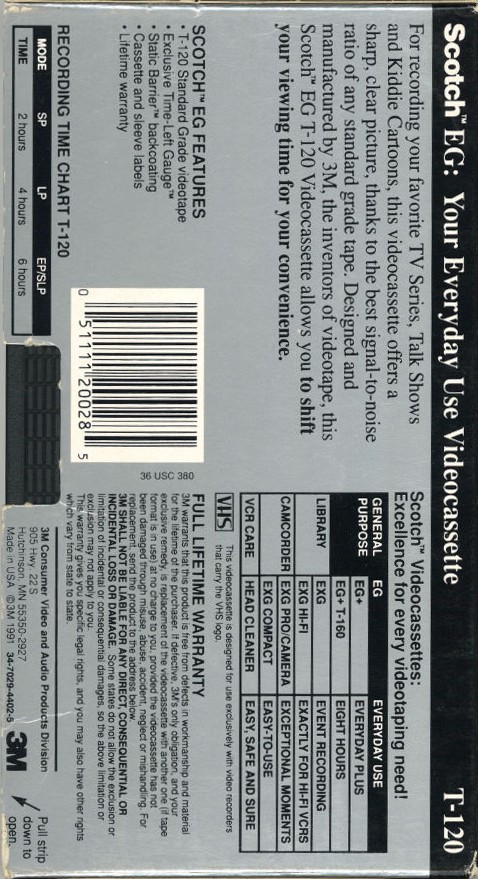 Scotch™ EG: Your Everyday Use Videocassette T-120
For recording your favorite TV Series, Talk Shows
and Kiddie Cartoons, this videocassette offers a
sharp, clear picture, thanks to the best signal-to-noise
ratio of any standard grade tape. Designed and
manufactured by 3M, the inventors of videotape, this
Scotch™ EG T-120 Videocassette allows you to shift
your viewing time for your convenience.
SCOTCH™ EG FEATURES
• T-120 Standard Grade videotape
• Exclusive Time-Left Gauge™
• Static Barrier™ backcoating
• Cassette and sleeve labels
• Lifetime warranty
RECORDING TIME CHART T-120
MODE SP LP EP/SLP
TIME 2 hours 4 hours 6 hours
0 51111 20028 5
36 USC 380
Scotch™ Videocassettes:
Excellence for every videotaping need!
GENERAL EG EVERYDAY USE
PURPOSE EG+ EVERYDAY PLUS
EG+ T-160 EIGHT HOURS
LIBRARY EXG EVENT RECORDING
EXG HI-FI EXACTLY FOR HI-FI VCRS
CAMCORDER EXG PRO/CAMERA EXCEPTIONAL MOMENTS
EXG COMPACT EASY-TO-USE
VCR CARE HEAD CLEANER EASY, SAFE AND SURE
VHS
This videocassette is designed for use exclusively with video recorders
that carry the VHS logo.
FULL LIFETIME WARRANTY
3M warrants that this product is free from defects in workmanship and material
for the lifetime of the purchaser. If defective, 3M's only obligation, and your
exclusive remedy, is replacement of the videocassette with another one (if tape
format is in use) at no charge to you, provided the videocassette has not
been damaged through misuse, abuse, accident, neglect or mishandling. For
replacement, send the product to the address below.
3M SHALL NOT BE LIABLE FOR ANY DIRECT, CONSEQUENTIAL OR
INCIDENTAL LOSS OR DAMAGE. Some states do not allow the exclusion or
limitation of incidental or consequential damages, so the above limitation or
exclusion may not apply to you.
This warranty gives you specific legal rights, and you may also have other rights
which vary from state to state.
3M Consumer Video and Audio Products Division
905 Hwy. 22 S
Hutchinson, MN 55350-2927
Made in USA ©3M 1991 34-7029-4402-5
3M
Pull strip
down to
open.